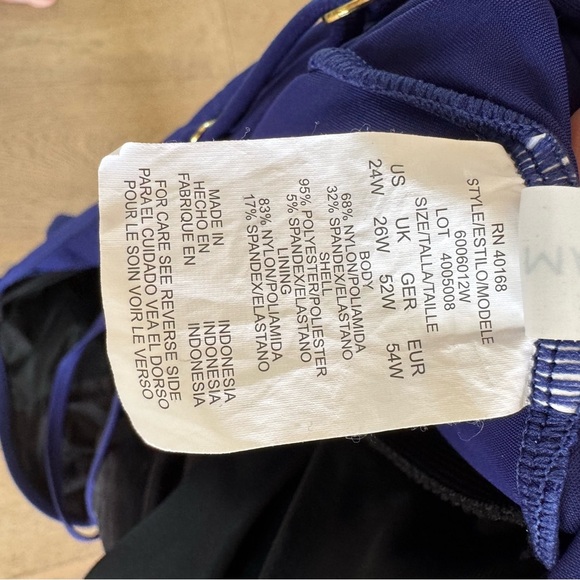 RN 40168
STYLE/ESTILO/MODELE
6006012W
LOT 4005008
SIZE/TALLA/TAILLE
US UK GER EUR
24W 26W 52W 54W
BODY
68% NYLON/POLIAMIDA
32% SPANDEX/ELASTANO
SHELL
95% POLYESTER/POLIESTER
5% SPANDEX/ELASTANO
LINING
83% NYLON/POLIAMIDA
17% SPANDEX/ELASTANO
MADE IN INDONESIA
HECHO EN INDONESIA
FABRIQUE EN INDONESIA
FOR CARE SEE REVERSE SIDE
PARA EL CUIDADO VEA EL DORSO
POUR LE SOIN VOIR LE VERSO